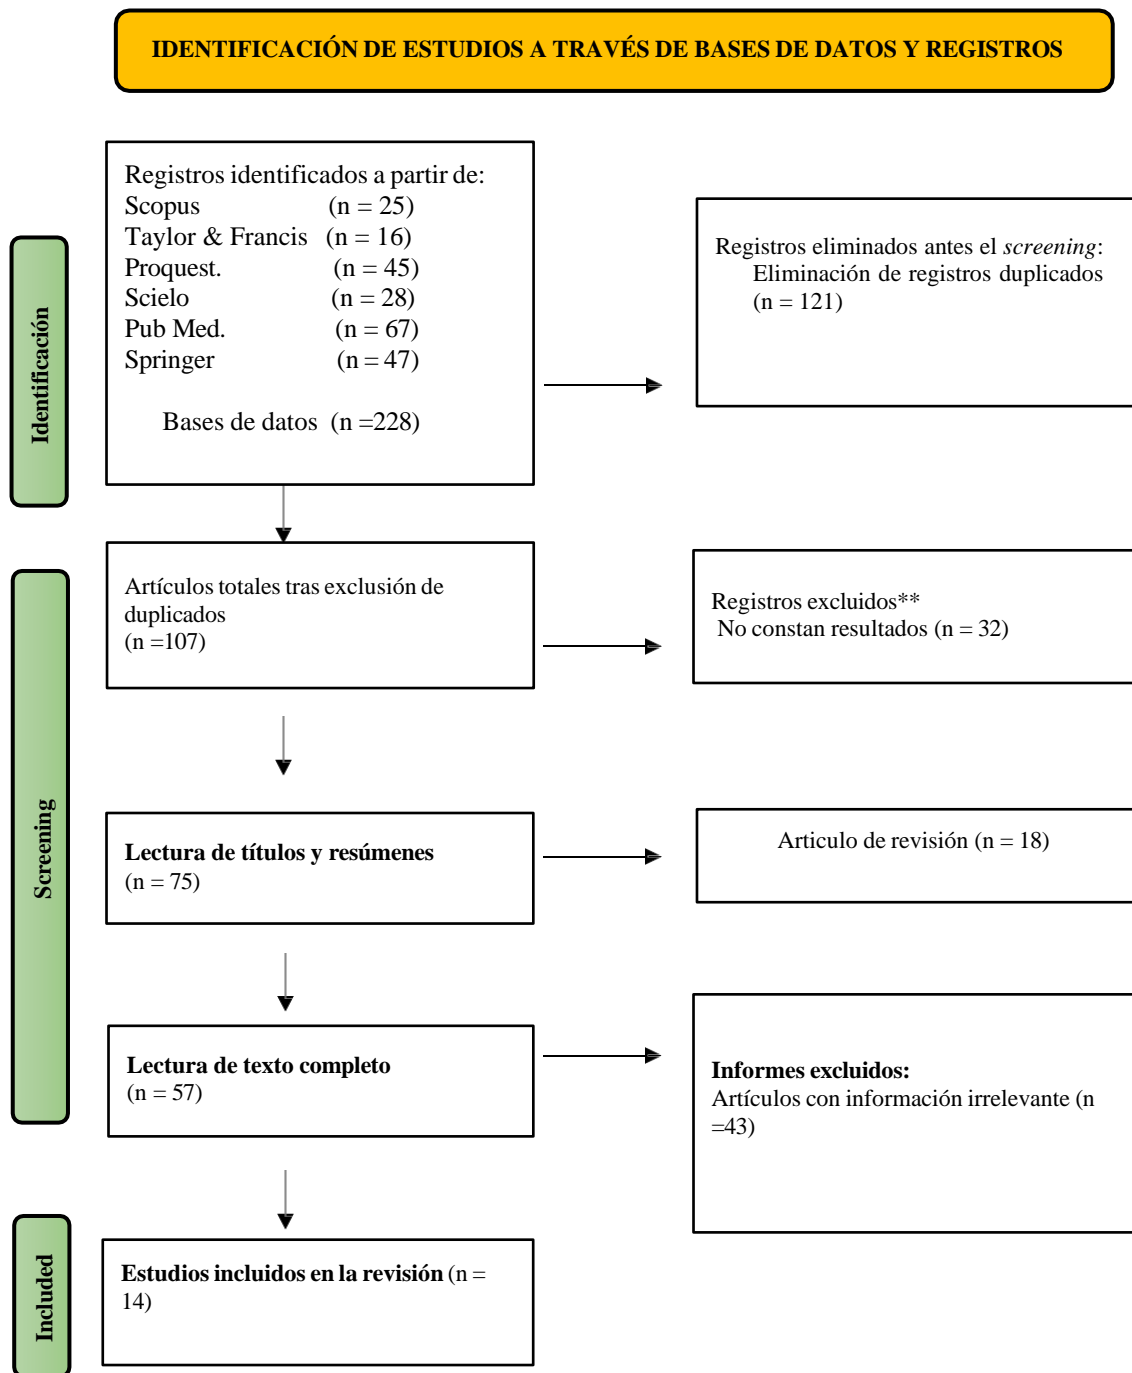 IDENTIFICACIÓN DE ESTUDIOS A TRAVÉS DE BASES DE DATOS Y REGISTROS
Identificación
Registros identificados a partir de:
Scopus (n = 25)
Taylor & Francis (n = 16)
Proquest. (n = 45)
Scielo (n = 28)
Pub Med. (n = 67)
Springer (n = 47)
Bases de datos (n =228)
Registros eliminados antes el screening:
Eliminación de registros duplicados
(n = 121)
Screening
Artículos totales tras exclusión de
duplicados
(n =107)
Registros excluidos**
No constan resultados (n = 32)
Lectura de títulos y resúmenes
(n = 75)
Articulo de revisión (n = 18)
Lectura de texto completo
(n = 57)
Informes excluidos:
Artículos con información irrelevante (n
=43)
Included
Estudios incluidos en la revisión (n =
14)